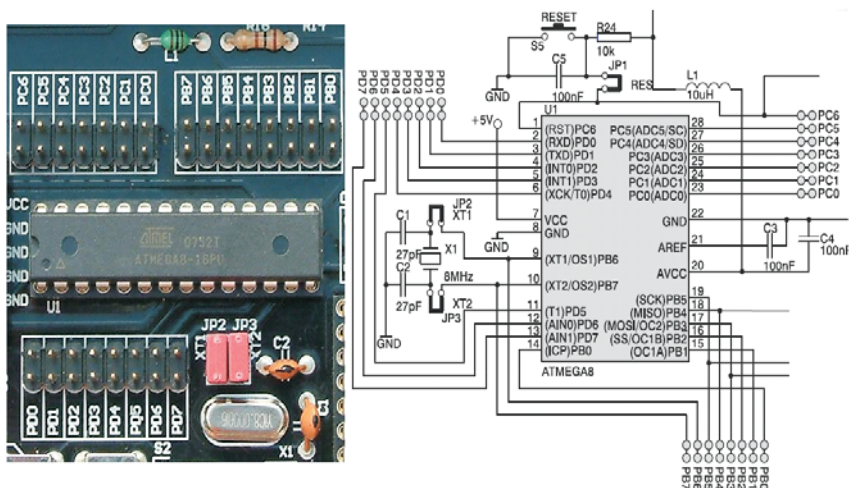 L1
R16
R17
PC6 PC5 PC4 PC3 PC2 PC1 PC0
PB7 PB6 PB5 PB4 PB3 PB2 PB1 PB0
VCC
GND
GND
GND
GND
ATMEL 0752I
ATMEGA8-16PU
U1
JP2 JP3
XT1 XT2
C2
PD0 PD1 PD2 PD3 PD4 PD5 PD6 PD7
S2
X1
RESET
S5
R24
10k
C5
100nF
GND
JP1
RES
L1
10uH
PD7 PD6 PD5 PD4 PD3 PD2 PD1 PD0
+5V
U1
1 (RST)PC6
2 (RXD)PD0
3 (TXD)PD1
4 (INT0)PD2
5 (INT1)PD3
6 (XCK/T0)PD4
7 VCC
8 GND
9 (XT1/OS1)PB6
10 (XT2/OS2)PB7
11 (T1)PD5
12 (AIN0)PD6
13 (AIN1)PD7
14 (ICP)PB0
PC5(ADC5/SC) 28
PC4(ADC4/SD) 27
PC3(ADC3) 26
PC2(ADC2) 25
PC1(ADC1) 24
PC0(ADC0) 23
GND 22
AREF 21
AVCC 20
(SCK)PB5 19
(MISO)PB4 18
(MOSI/OC2)PB3 17
(SS/OC1B)PB2 16
(OC1A)PB1 15
ATMEGA8
PC6
PC5
PC4
PC3
PC2
PC1
PC0
C3
100nF
C4
100nF
GND
JP2
XT1
C1
27pF
X1
C2
27pF
8MHz
XT2
JP3
GND
PB7 PB6 PB5 PB4 PB3 PB2 PB1 PB0